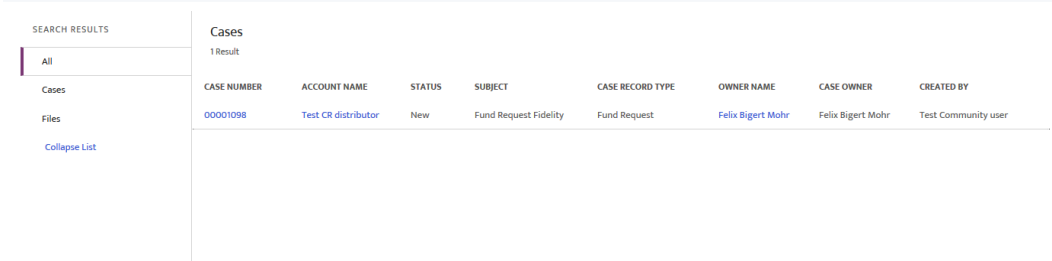 SEARCH RESULTS
All
Cases
Files
Collapse List
Cases
1 Result
CASE NUMBER ACCOUNT NAME STATUS SUBJECT CASE RECORD TYPE OWNER NAME CASE OWNER CREATED BY
00001098 Test CR distributor New Fund Request Fidelity Fund Request Felix Bigert Mohr Felix Bigert Mohr Test Community user